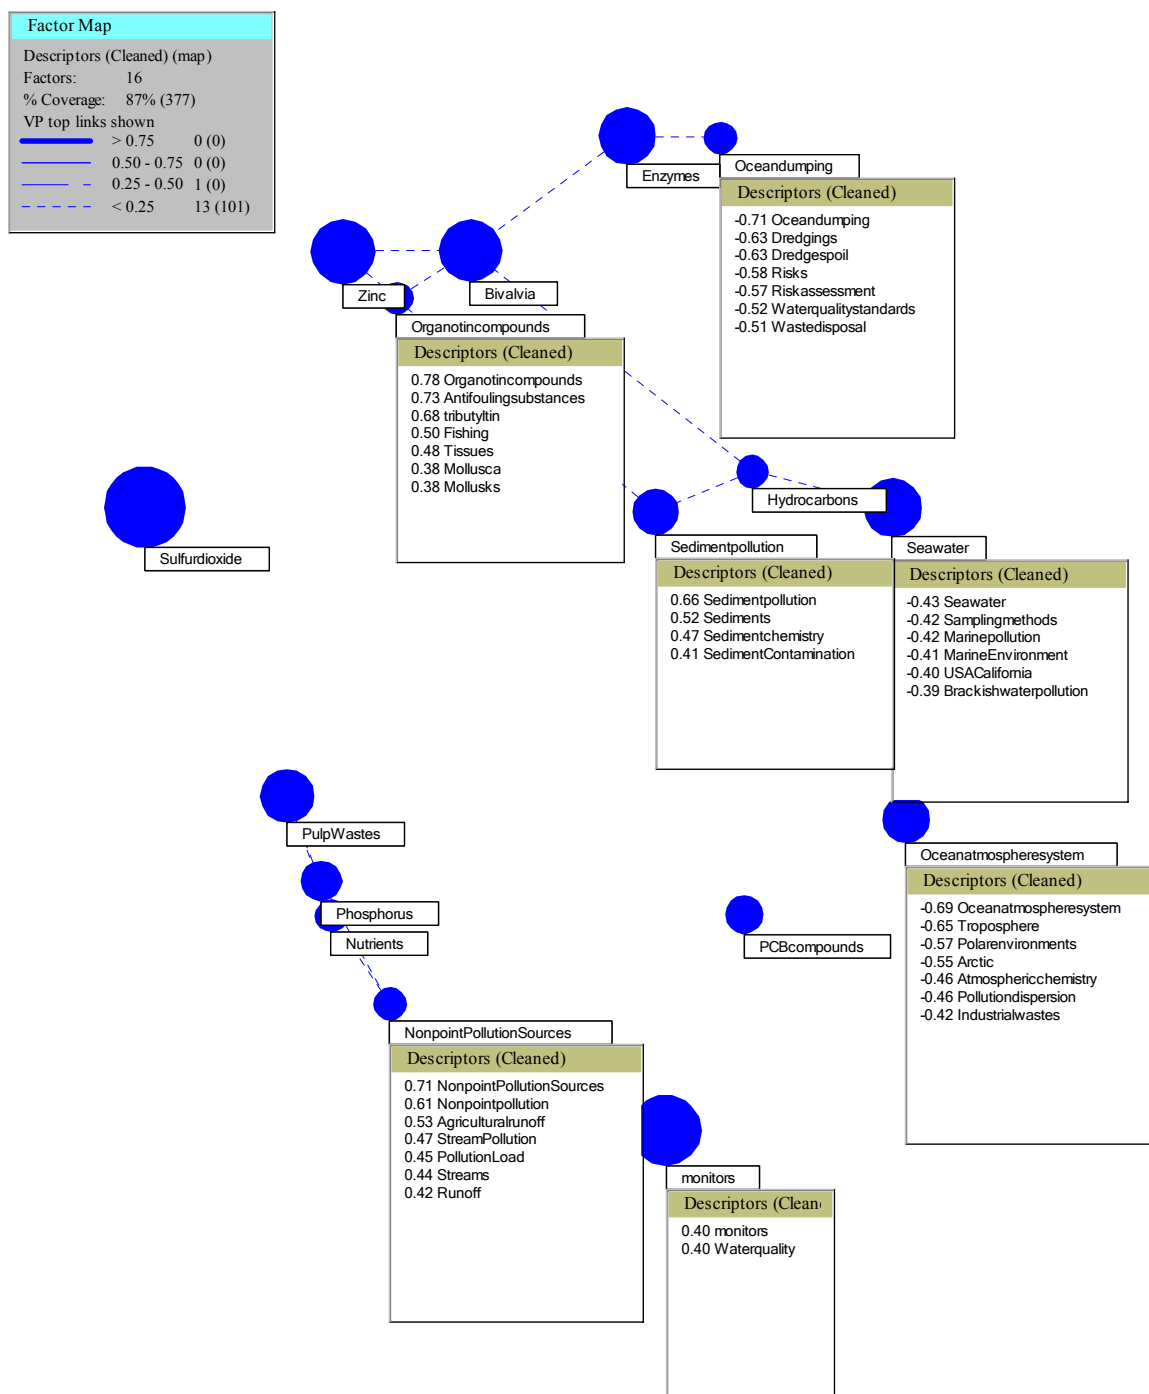 Factor Map
Descriptors (Cleaned) (map)
Factors: 16
% Coverage: 87% (377)
VP top links shown
> 0.75 0 (0)
0.50 - 0.75 0 (0)
0.25 - 0.50 1 (0)
< 0.25 13 (101)
Enzymes
Oceandumping
Descriptors (Cleaned)
-0.71 Oceandumping
-0.63 Dredgings
-0.63 Dredgespoil
-0.58 Risks
-0.57 Riskassessment
-0.52 Waterqualitystandards
-0.51 Wastedisposal
Zinc
Bivalvia
Organotincompounds
Descriptors (Cleaned)
0.78 Organotincompounds
0.73 Antifoulingsubstances
0.68 tributyltin
0.50 Fishing
0.48 Tissues
0.38 Mollusca
0.38 Mollusks
Hydrocarbons
Sulfurdioxide
Sedimentpollution
Descriptors (Cleaned)
0.66 Sedimentpollution
0.52 Sediments
0.47 Sedimentchemistry
0.41 SedimentContamination
Seawater
Descriptors (Cleaned)
-0.43 Seawater
-0.42 Samplingmethods
-0.42 Marinepollution
-0.41 MarineEnvironment
-0.40 USACalifornia
-0.39 Brackishwaterpollution
PulpWastes
Phosphorus
Nutrients
PCBcompounds
Oceanatmospheresystem
Descriptors (Cleaned)
-0.69 Oceanatmospheresystem
-0.65 Troposphere
-0.57 Polarenvironments
-0.55 Arctic
-0.46 Atmosphericchemistry
-0.46 Pollutiondispersion
-0.42 Industrialwastes
NonpointPollutionSources
Descriptors (Cleaned)
0.71 NonpointPollutionSources
0.61 Nonpointpollution
0.53 Agriculturalrunoff
0.47 StreamPollution
0.45 PollutionLoad
0.44 Streams
0.42 Runoff
monitors
Descriptors (Clean
0.40 monitors
0.40 Waterquality